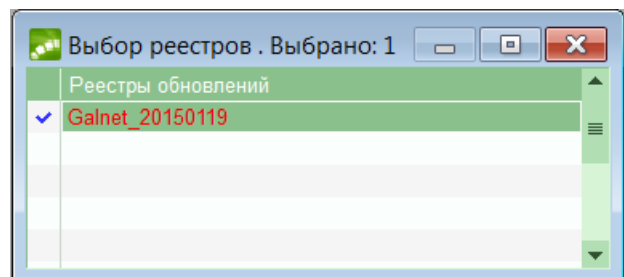 Выбор реестров . Выбрано: 1
Реестры обновлений
Galnet_20150119